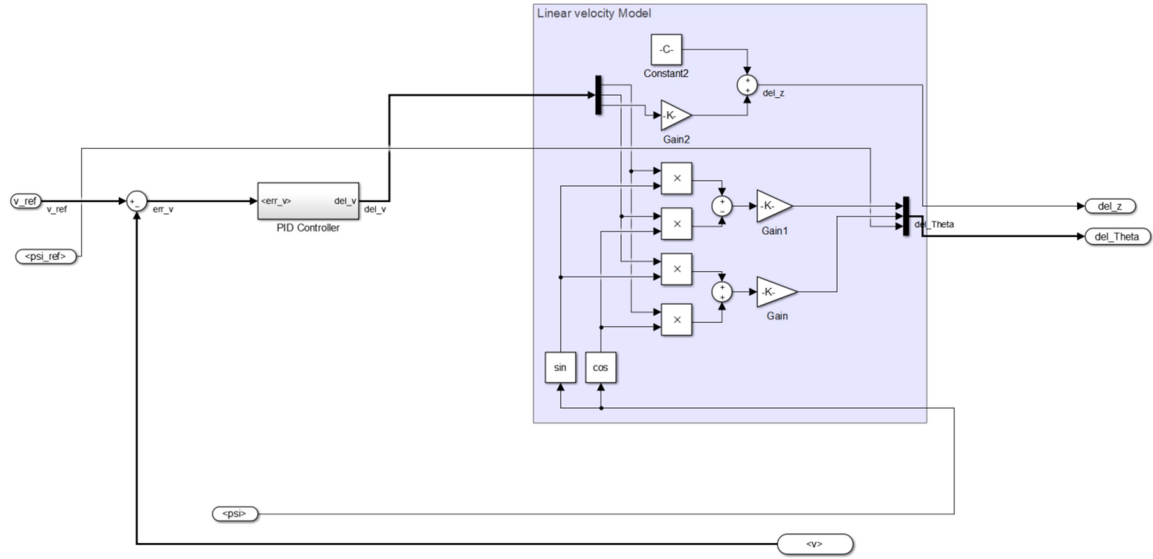 Linear velocity Model
-C-
Constant2
+
+
del_z
-K-
Gain2
v_ref
v_ref
+
−
err_v
<err_v>
del_v
PID Controller
del_v
<psi_ref>
×
×
+
−
-K-
Gain1
del_Theta
del_z
del_Theta
×
×
+
+
-K-
Gain
sin
cos
<psi>
<v>